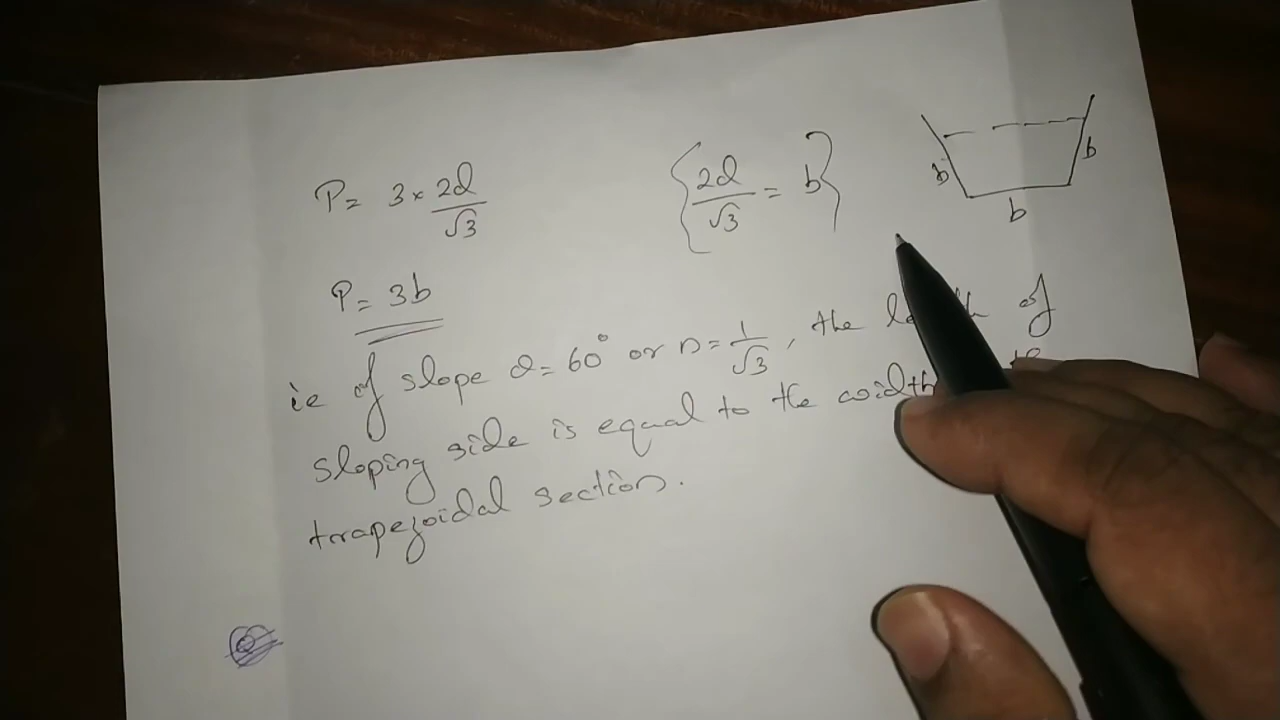 P = 3 × 2d/√3 { 2d/√3 = b }
b b
b
P = 3b
ie of slope θ = 60° or n = 1/√3, the of
sloping side is equal to the width
trapezoidal section.